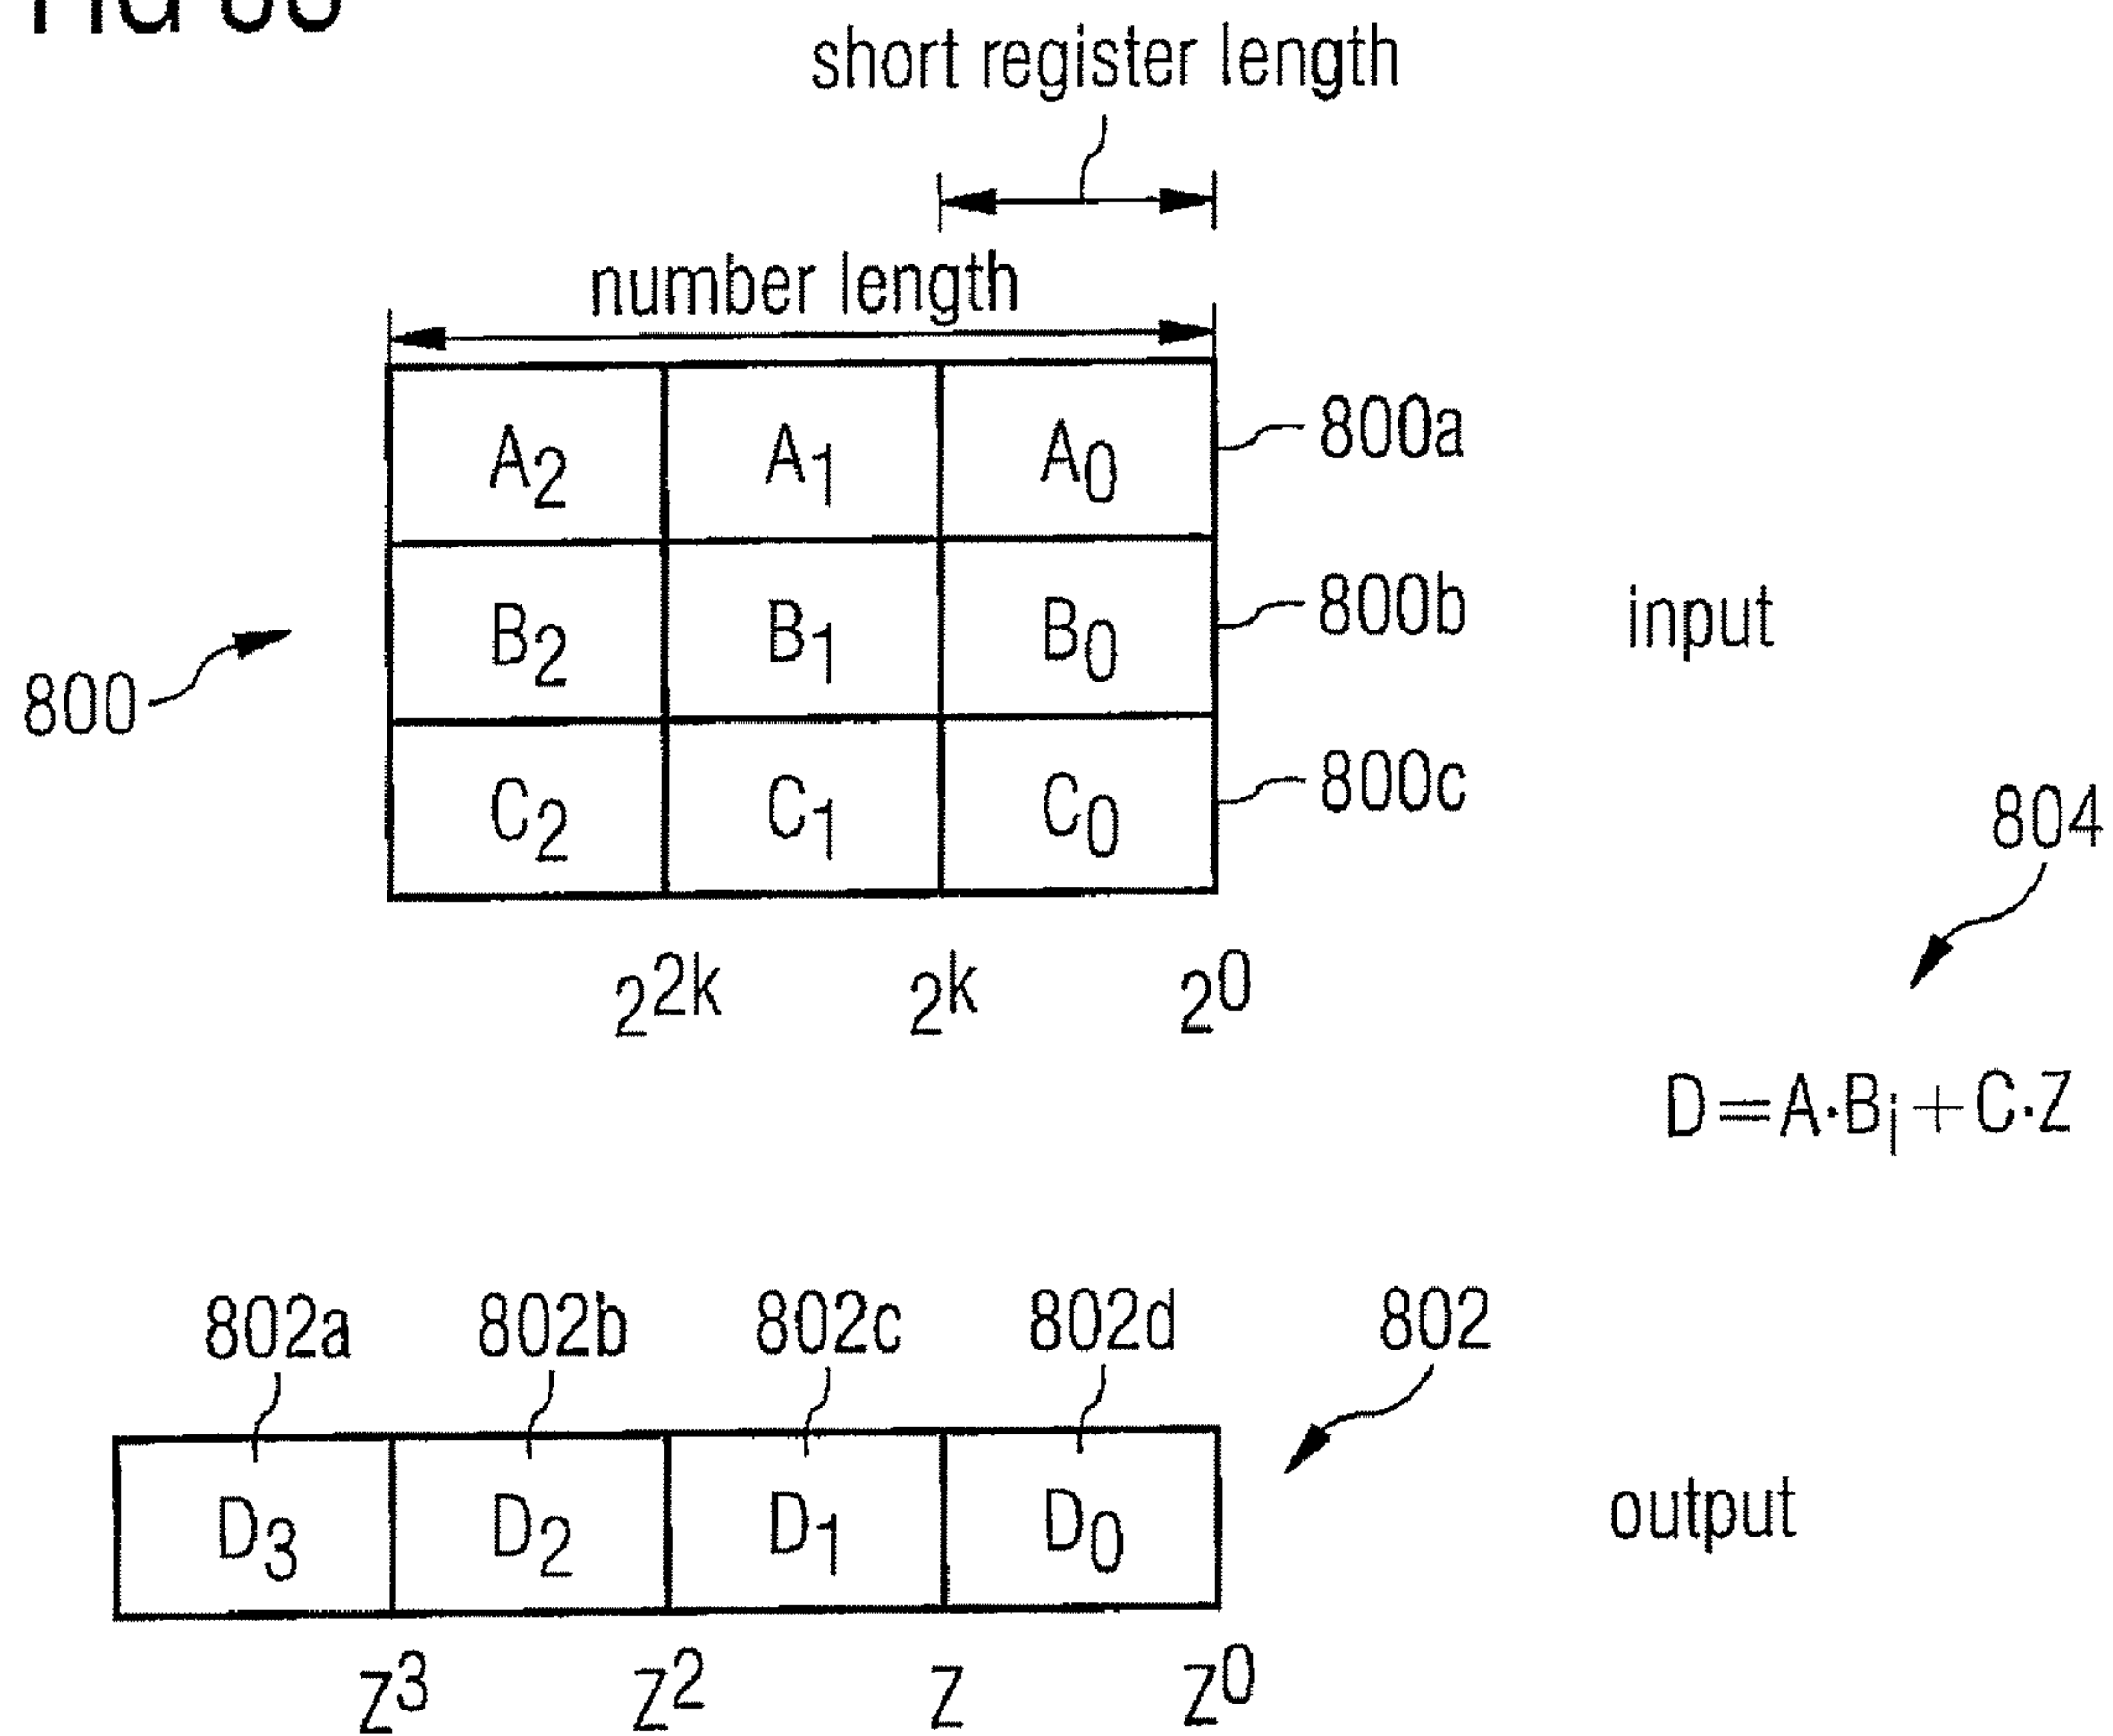 short register length
number length
A2 A1 A0 800a
B2 B1 B0 800b input
800
C2 C1 C0 800c
804
2^2k 2^k 2^0
D=A·Bi+C·Z
802a 802b 802c 802d 802
D3 D2 D1 D0 output
Z^3 Z^2 Z Z^0